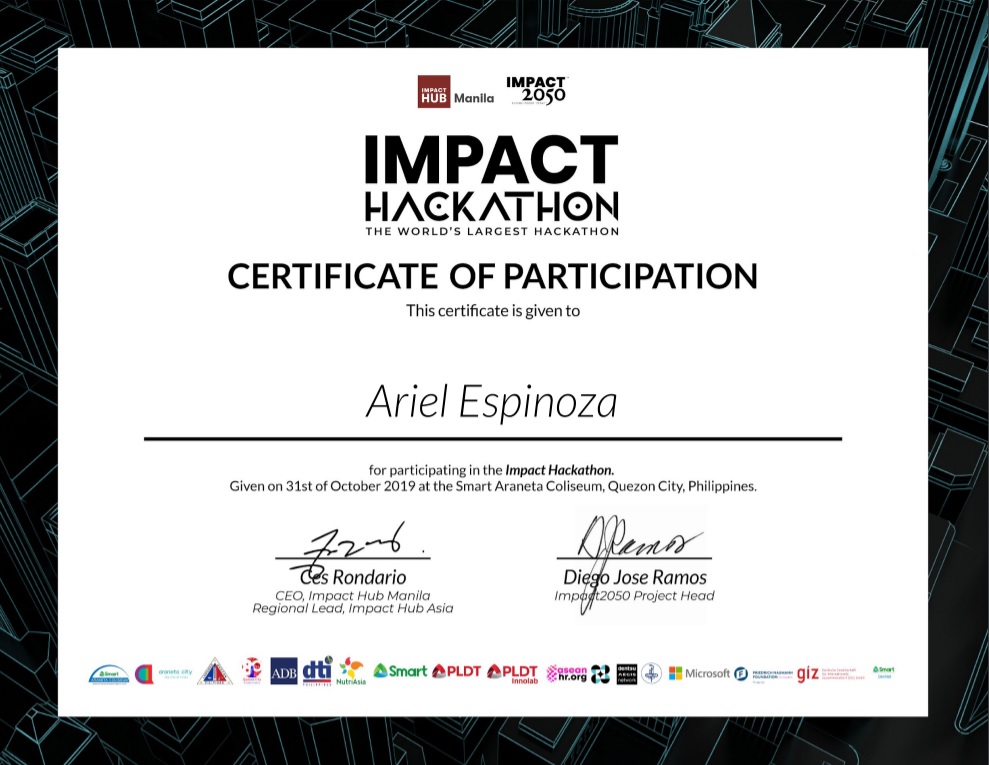 IMPACT
HUB Manila
IMPACT
2050
IMPACT
HACKATHON
THE WORLD'S LARGEST HACKATHON
CERTIFICATE OF PARTICIPATION
This certificate is given to
Ariel Espinoza
for participating in the Impact Hackathon.
Given on 31st of October 2019 at the Smart Araneta Coliseum, Quezon City, Philippines.
Ces Rondario
CEO, Impact Hub Manila
Regional Lead, Impact Hub Asia
Diego Jose Ramos
Impact2050 Project Head
Smart
araneta city
ADB
dti
NutriAsia
Smart
PLDT
PLDT
Innolab
asean
hr.org
dentsu
AEGIS
network
Microsoft
giz
Smart